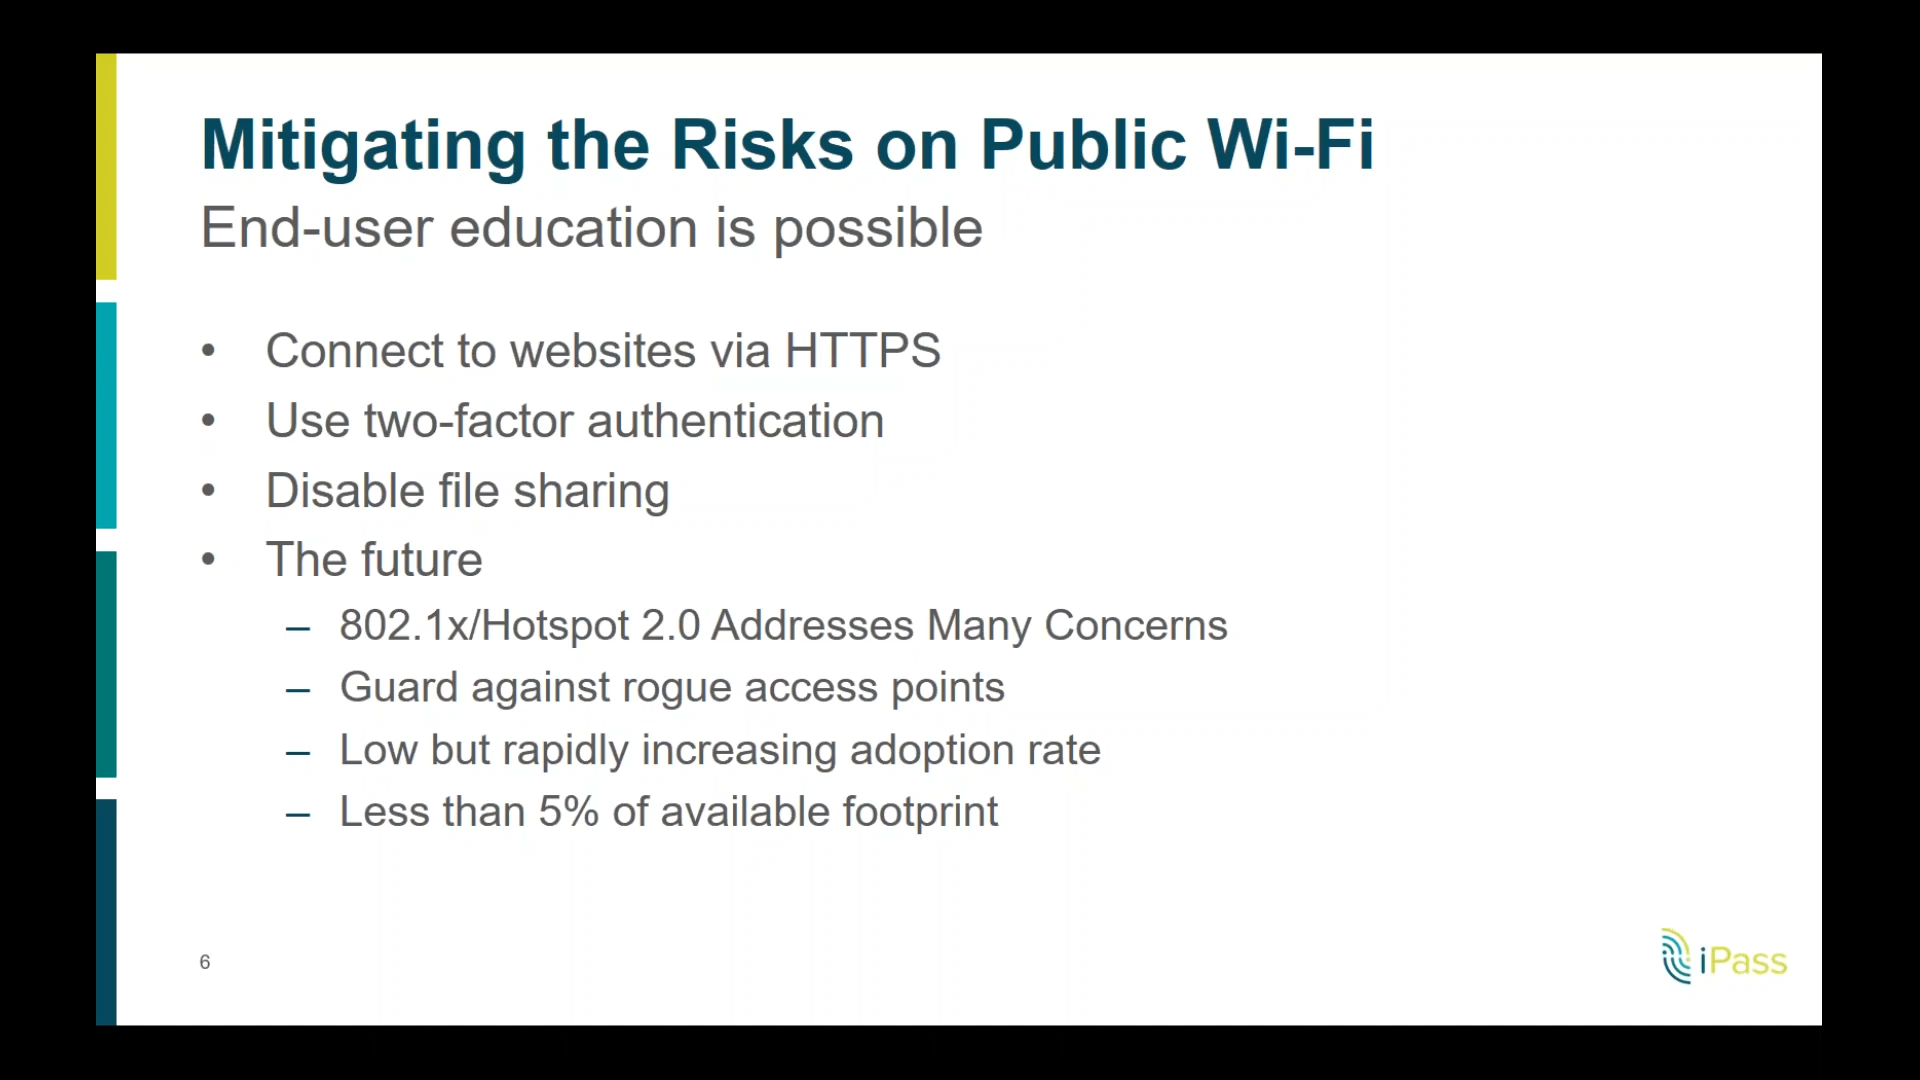 Mitigating the Risks on Public Wi-Fi
End-user education is possible
• Connect to websites via HTTPS
• Use two-factor authentication
• Disable file sharing
• The future
– 802.1x/Hotspot 2.0 Addresses Many Concerns
– Guard against rogue access points
– Low but rapidly increasing adoption rate
– Less than 5% of available footprint
6
iPass